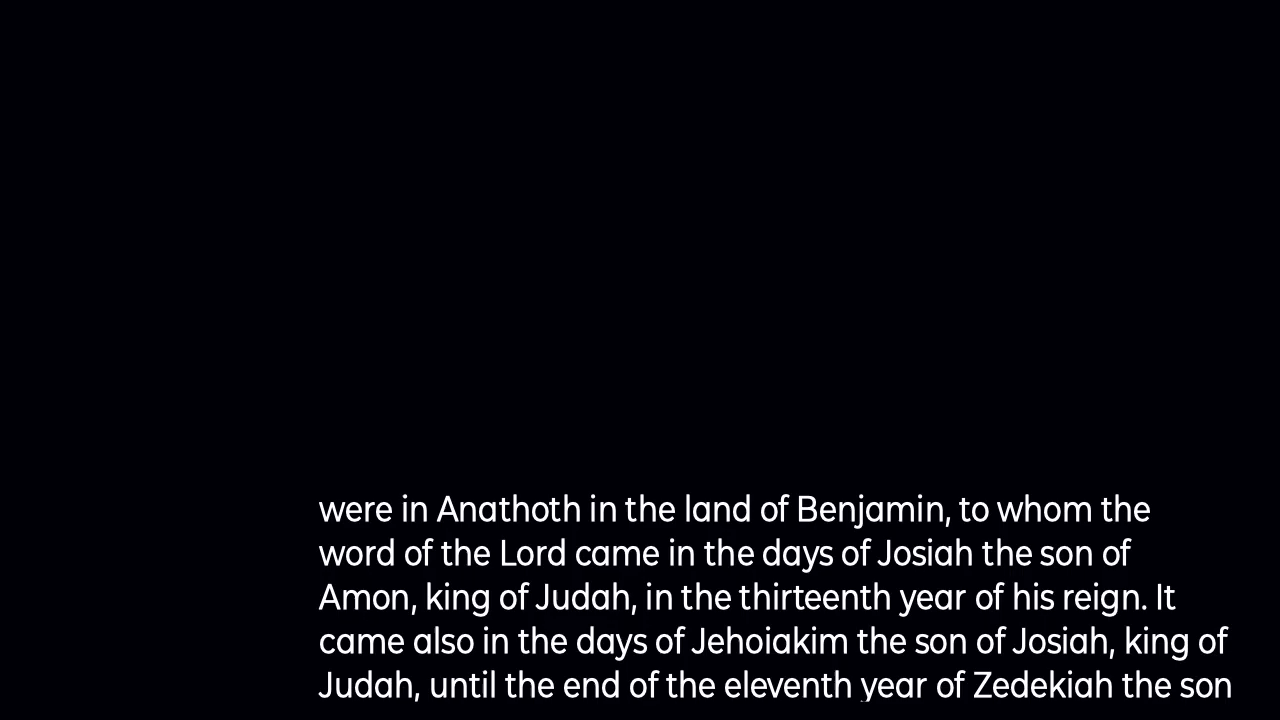 were in Anathoth in the land of Benjamin, to whom the
word of the Lord came in the days of Josiah the son of
Amon, king of Judah, in the thirteenth year of his reign. It
came also in the days of Jehoiakim the son of Josiah, king of
Judah, until the end of the eleventh year of Zedekiah the son